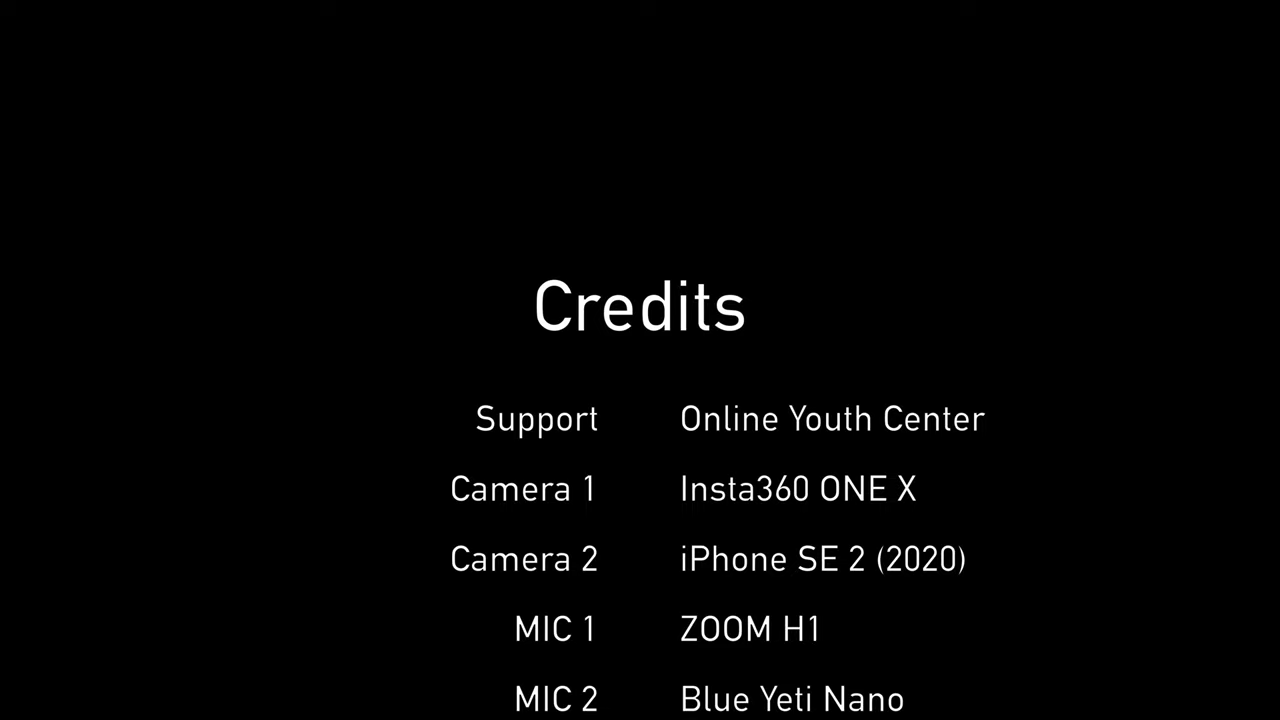 Credits
Support Online Youth Center
Camera 1 Insta360 ONE X
Camera 2 iPhone SE 2 (2020)
MIC 1 ZOOM H1
MIC 2 Blue Yeti Nano